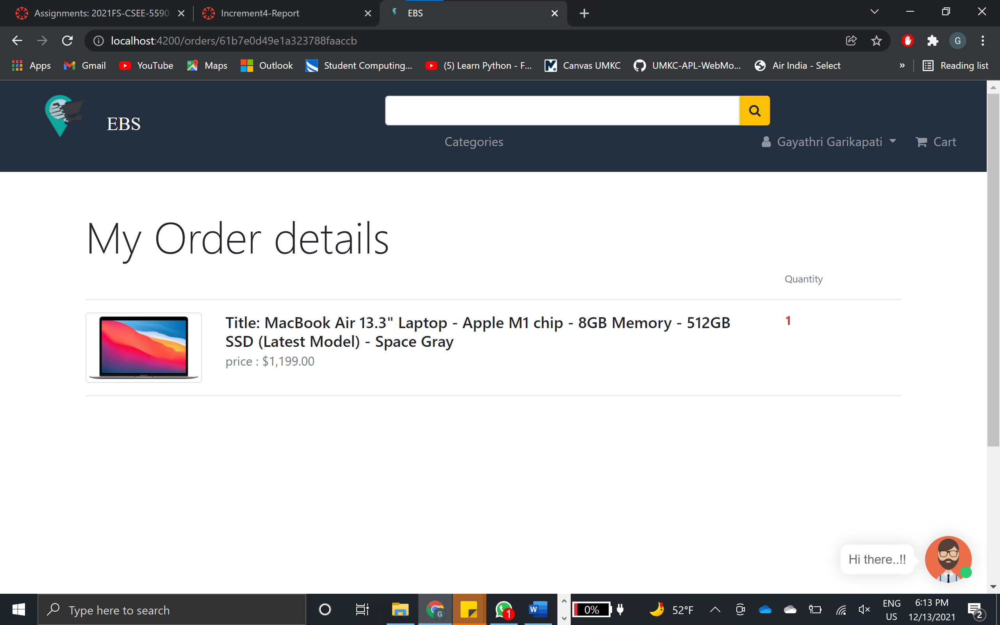 Assignments: 2021FS-CSEE-5590-
Increment4-Report
EBS
localhost:4200/orders/61b7e0d49e1a323788faaccb
G
Apps
Gmail
YouTube
Maps
Outlook
Student Computing...
(5) Learn Python - F...
Canvas UMKC
UMKC-APL-WebMo...
Air India - Select
»
Reading list
EBS
Categories
Gayathri Garikapati
Cart
My Order details
Quantity
Title: MacBook Air 13.3" Laptop - Apple M1 chip - 8GB Memory - 512GB
SSD (Latest Model) - Space Gray
1
price : $1,199.00
Hi there..!!
Type here to search
G
1
W
0%
52°F
ENG
US
6:13 PM
12/13/2021
2